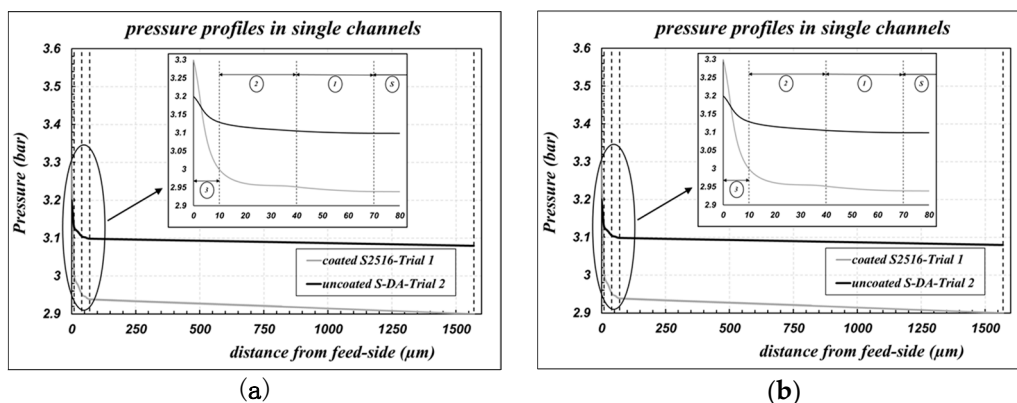 pressure profiles in single channels
3.6
3.5
3.4
3.3
3.2
3.1
3
2.9
Pressure (bar)
3.3
3.25
3.2
3.15
3.1
3.05
3
2.95
2.9
2
1
S
3
0 10 20 30 40 50 60 70 80
coated S2516-Trial 1
uncoated S-DA-Trial 2
0 250 500 750 1000 1250 1500
distance from feed-side (µm)
(a)
pressure profiles in single channels
3.6
3.5
3.4
3.3
3.2
3.1
3
2.9
Pressure (bar)
3.3
3.25
3.2
3.15
3.1
3.05
3
2.95
2.9
2
1
S
3
0 10 20 30 40 50 60 70 80
coated S2516-Trial 1
uncoated S-DA-Trial 2
0 250 500 750 1000 1250 1500
distance from feed-side (µm)
(b)